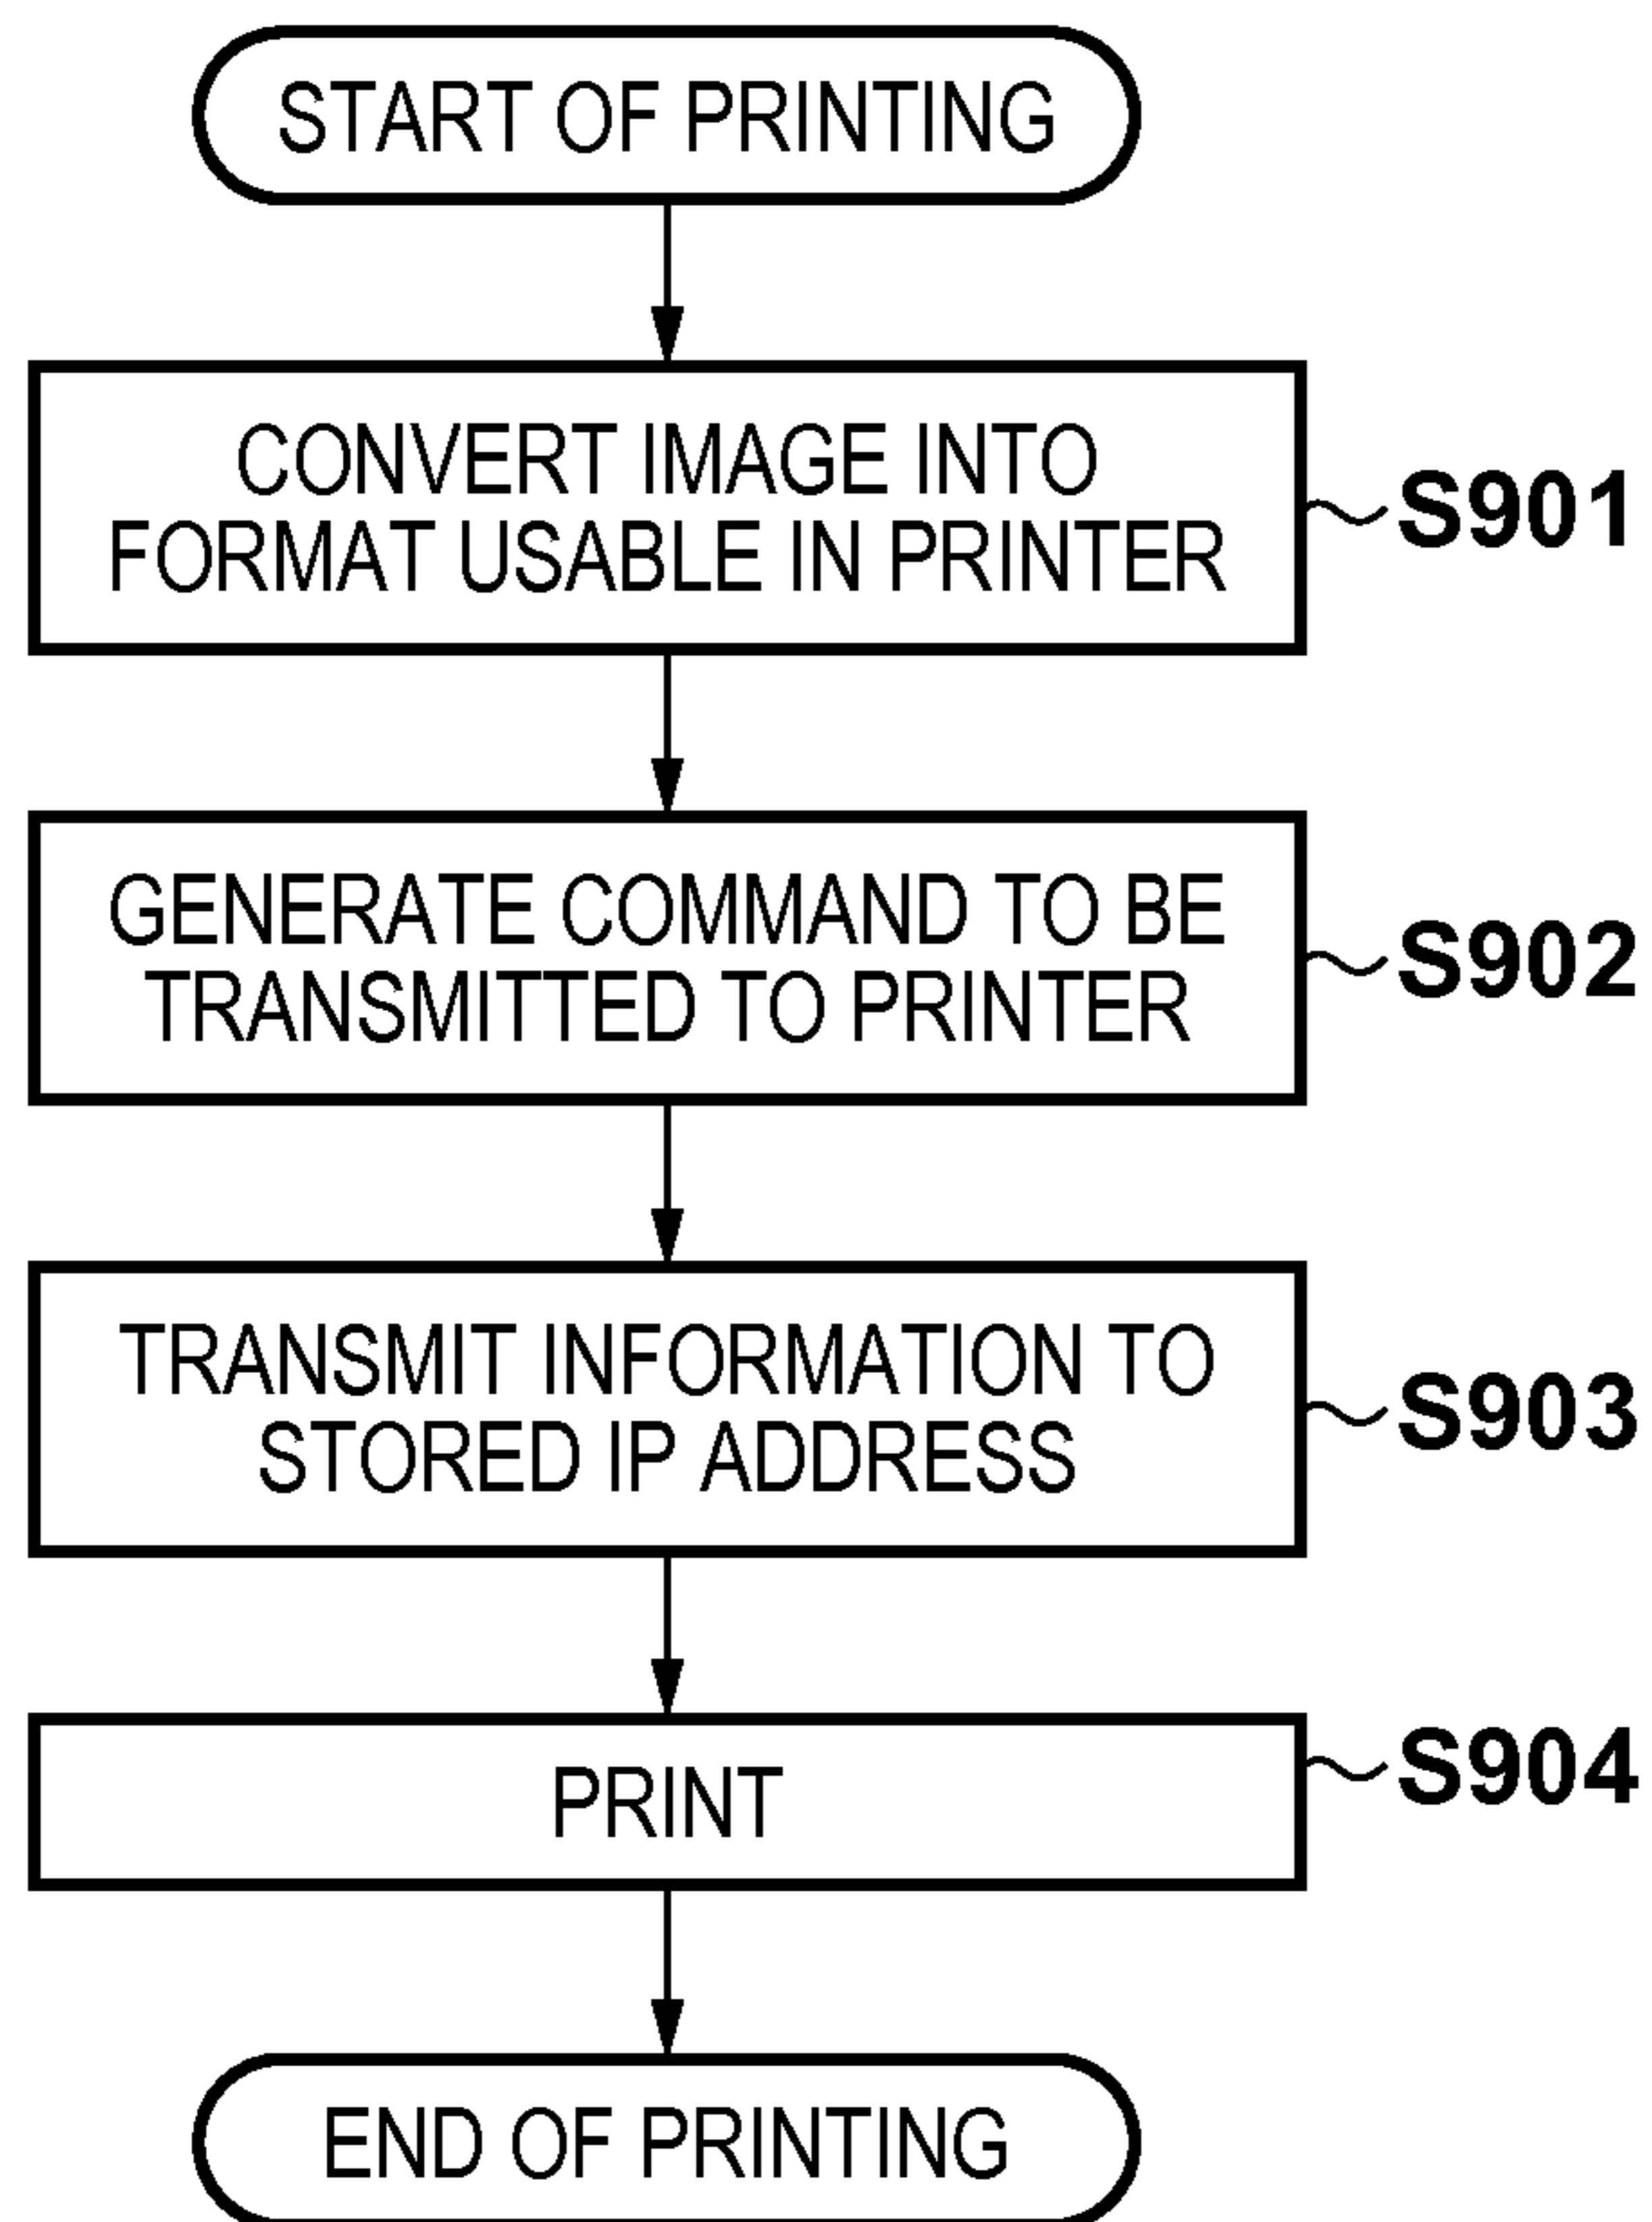 START OF PRINTING
CONVERT IMAGE INTO
FORMAT USABLE IN PRINTER
S901
GENERATE COMMAND TO BE
TRANSMITTED TO PRINTER
S902
TRANSMIT INFORMATION TO
STORED IP ADDRESS
S903
PRINT
S904
END OF PRINTING